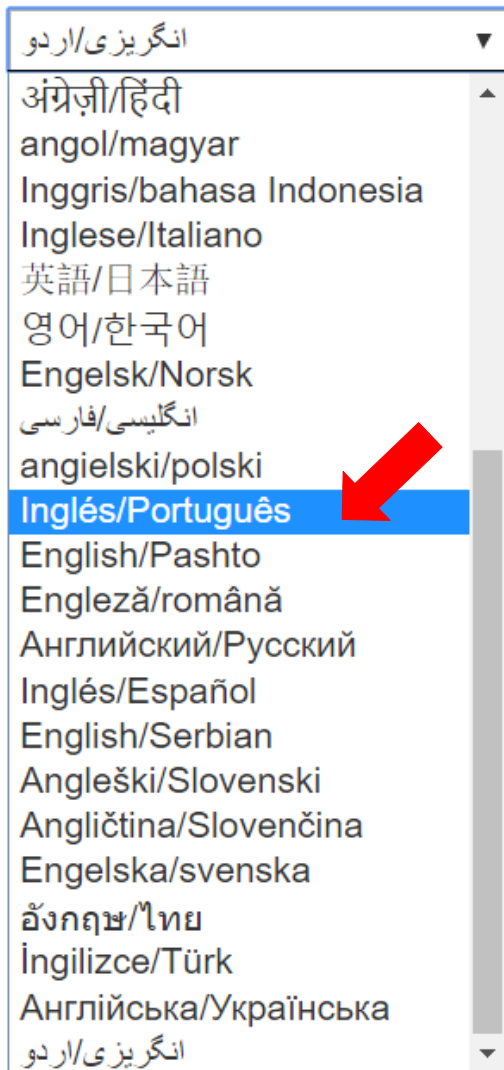 انگریزی/اردو
अंग्रेज़ी/हिंदी
angol/magyar
Inggris/bahasa Indonesia
Inglese/Italiano
英語/日本語
영어/한국어
Engelsk/Norsk
انگلیسی/فارسی
angielski/polski
Inglés/Português
English/Pashto
Engleză/română
Английский/Русский
Inglés/Español
English/Serbian
Angleški/Slovenski
Angličtina/Slovenčina
Engelska/svenska
อังกฤษ/ไทย
İngilizce/Türk
Англійська/Українська
انگریزی/اردو